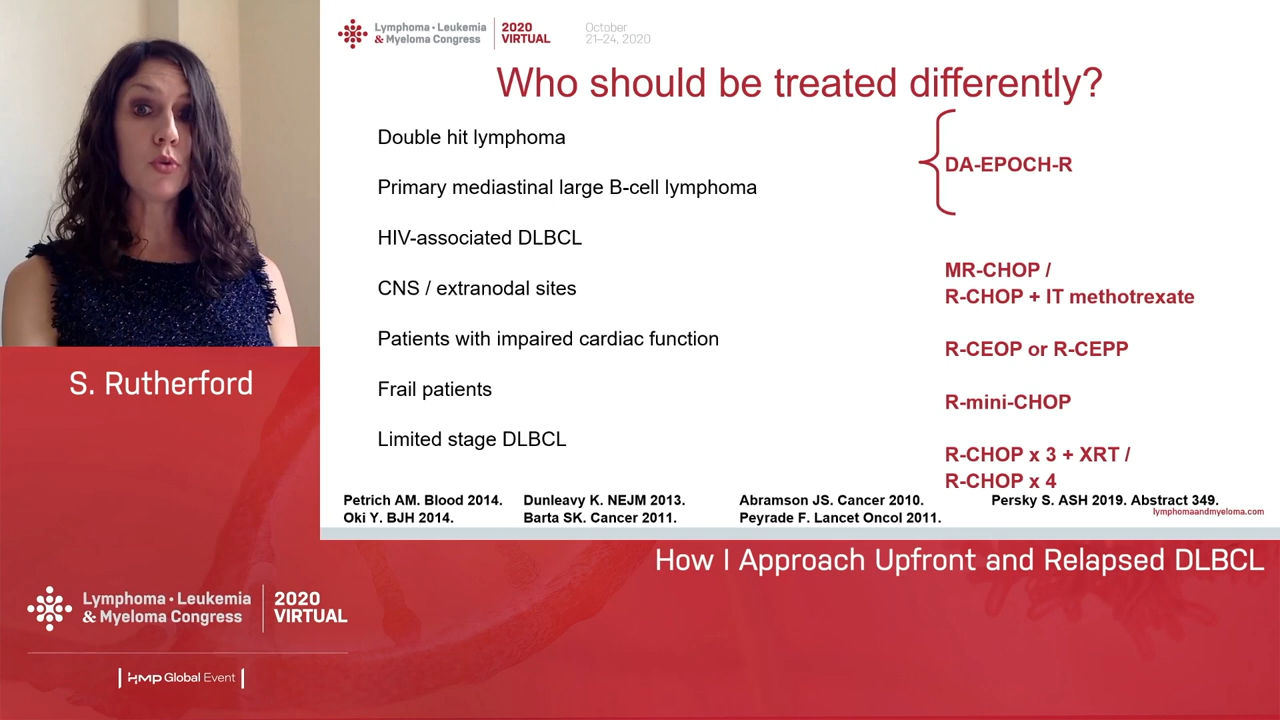 Lymphoma • Leukemia
& Myeloma Congress
2020
VIRTUAL
October
21–24, 2020
Who should be treated differently?
Double hit lymphoma
Primary mediastinal large B-cell lymphoma
HIV-associated DLBCL
CNS / extranodal sites
Patients with impaired cardiac function
Frail patients
Limited stage DLBCL
DA-EPOCH-R
MR-CHOP /
R-CHOP + IT methotrexate
R-CEOP or R-CEPP
R-mini-CHOP
R-CHOP x 3 + XRT /
R-CHOP x 4
Petrich AM. Blood 2014.
Oki Y. BJH 2014.
Dunleavy K. NEJM 2013.
Barta SK. Cancer 2011.
Abramson JS. Cancer 2010.
Peyrade F. Lancet Oncol 2011.
Persky S. ASH 2019. Abstract 349.
lymphomaandmyeloma.com
S. Rutherford
How I Approach Upfront and Relapsed DLBCL
Lymphoma • Leukemia
& Myeloma Congress
2020
VIRTUAL
HMP Global Event